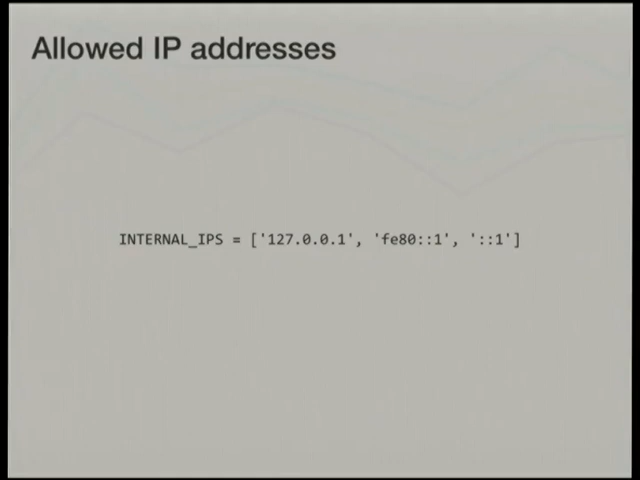 Allowed IP addresses
INTERNAL_IPS = ['127.0.0.1', 'fe80::1', '::1']